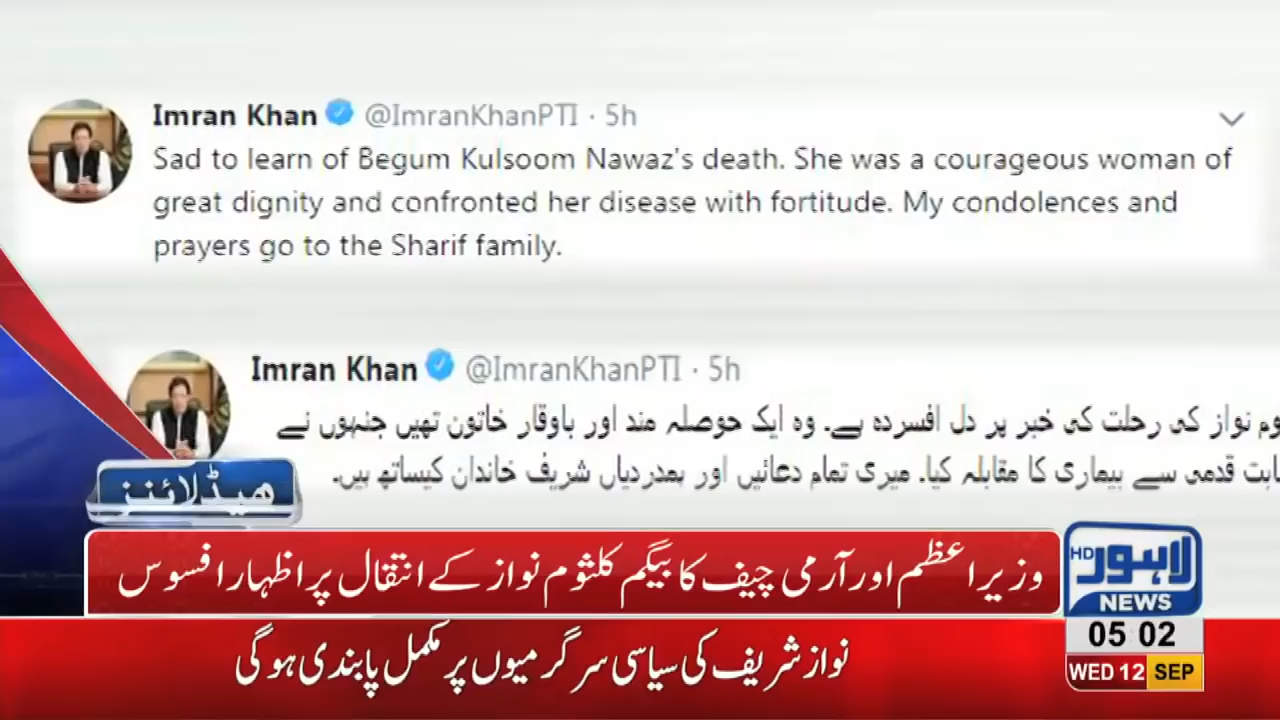 Imran Khan @ImranKhanPTI · 5h
Sad to learn of Begum Kulsoom Nawaz's death. She was a courageous woman of
great dignity and confronted her disease with fortitude. My condolences and
prayers go to the Sharif family.
Imran Khan @ImranKhanPTI · 5h
نواز کی رحلت کی خبر پر دل افسردہ ہے۔ وہ ایک حوصلہ مند اور باوقار خاتون تھیں جنہوں نے
قدمی سے بیماری کا مقابلہ کیا۔ میری تمام دعائیں اور ہمدردیاں شریف خاندان کیساتھ ہیں۔
ھیڈلائنز
وزیراعظم اور آرمی چیف کا بیگم کلثوم نواز کے انتقال پر اظہار افسوس
HD لاہور
NEWS
نواز شریف کی سیاسی سرگرمیوں پر مکمل پابندی ہوگی
05 02
WED 12 SEP